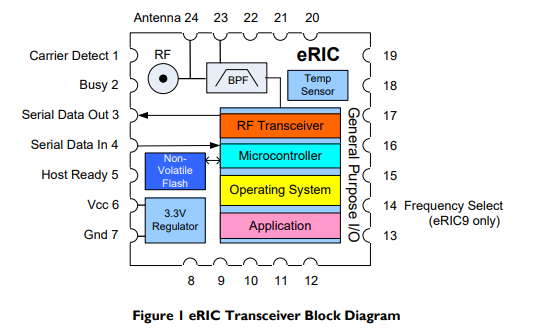 Antenna 24 23 22 21 20
Carrier Detect 1
RF
eRIC
19
Busy 2
BPF
Temp
Sensor
18
Serial Data Out 3
17
RF Transceiver
Serial Data In 4
16
Microcontroller
General Purpose I/O
Non-
Volatile
Flash
Host Ready 5
15
Operating System
Vcc 6
14 Frequency Select
(eRIC9 only)
3.3V
Regulator
Application
Gnd 7
13
8 9 10 11 12
Figure 1 eRIC Transceiver Block Diagram